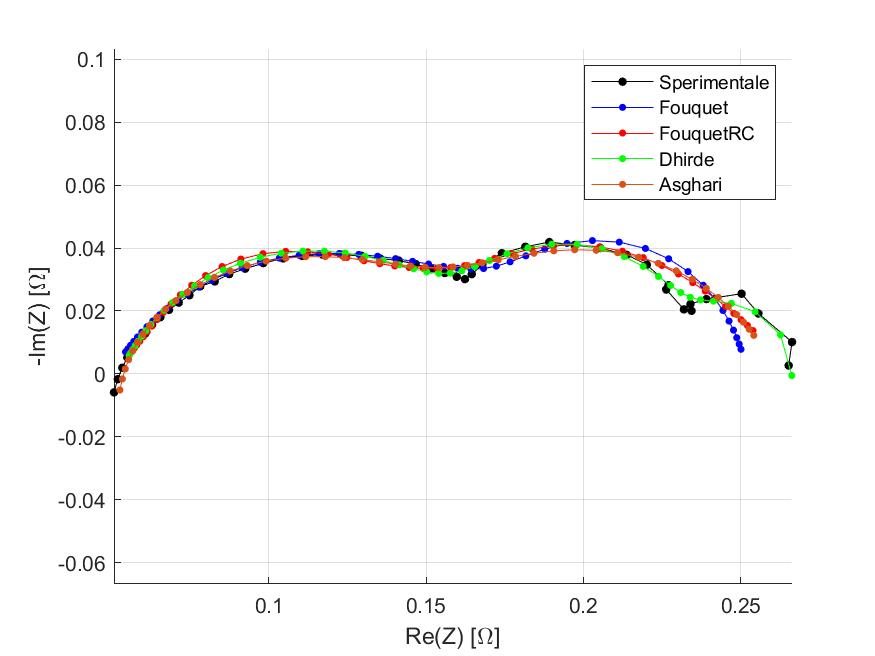 0.1
0.08
0.06
0.04
0.02
0
-0.02
-0.04
-0.06
-Im(Z) [Ω]
Sperimentale
Fouquet
FouquetRC
Dhirde
Asghari
0.1 0.15 0.2 0.25
Re(Z) [Ω]